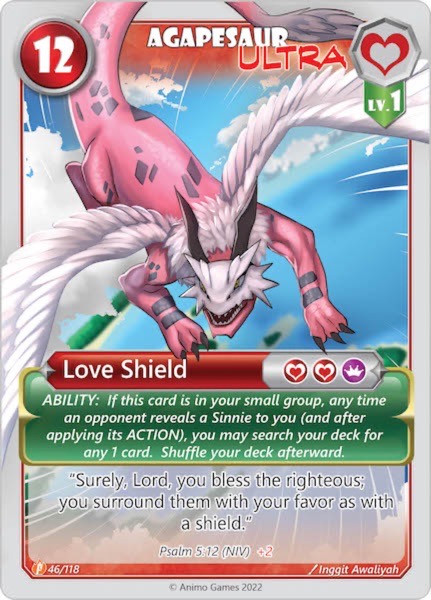 12
AGAPESAUR
ULTRA
LV.1
Love Shield
ABILITY: If this card is in your small group, any time
an opponent reveals a Sinnie to you (and after
applying its ACTION), you may search your deck for
any 1 card. Shuffle your deck afterward.
“Surely, Lord, you bless the righteous;
you surround them with your favor as with
a shield.”
Psalm 5:12 (NIV) +2
46/118
Inggit Awaliyah
© Animo Games 2022